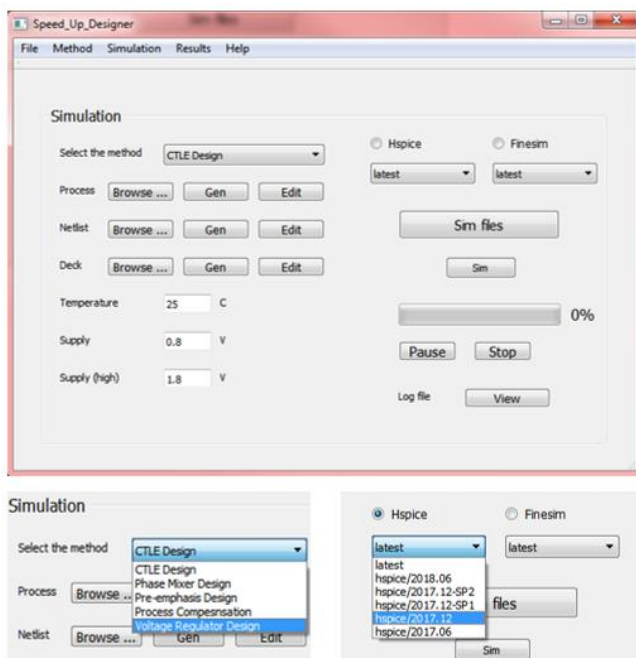 Speed_Up_Designer
File Method Simulation Results Help
Simulation
Select the method CTLE Design
Hspice Finesim
latest latest
Process Browse ... Gen Edit
Netlist Browse ... Gen Edit
Sim files
Deck Browse ... Gen Edit
Sim
Temperature 25 C
0%
Supply 0.8 V
Pause Stop
Supply (high) 1.8 V
Log file View
Simulation
Select the method CTLE Design
CTLE Design
Phase Mixer Design
Pre-emphasis Design
Process Compesnsation
Voltage Regulator Design
Process Browse ...
Netlist Browse ... Gen Edit
Hspice Finesim
latest latest
latest
hspice/2018.06
hspice/2017.12-SP2
hspice/2017.12-SP1
hspice/2017.12
hspice/2017.06
files
Sim